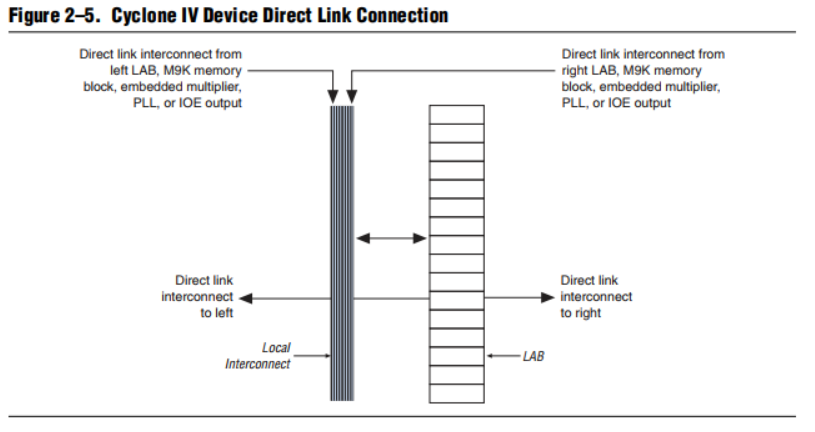 Figure 2–5. Cyclone IV Device Direct Link Connection
Direct link interconnect from
left LAB, M9K memory
block, embedded multiplier,
PLL, or IOE output
Direct link interconnect from
right LAB, M9K memory
block, embedded multiplier,
PLL, or IOE output
Direct link
interconnect
to left
Direct link
interconnect
to right
Local
Interconnect
LAB